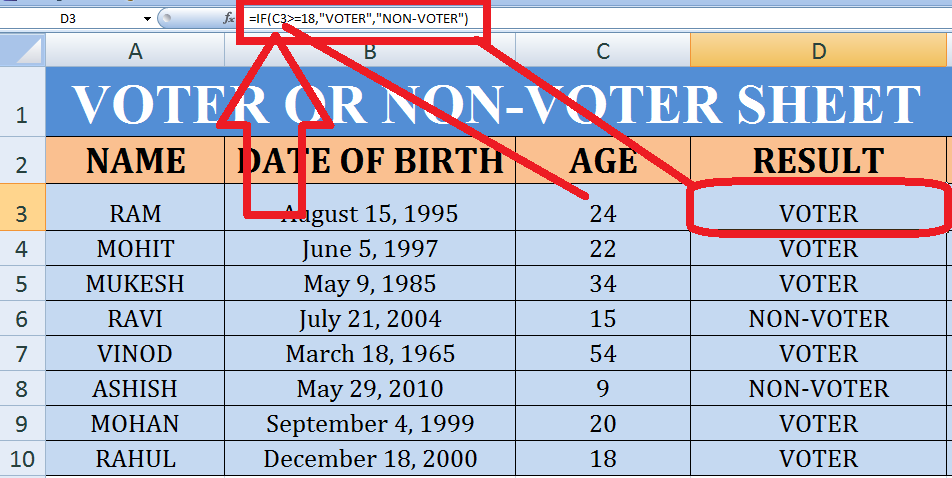 D3 fx =IF(C3>=18,"VOTER","NON-VOTER")
A B C D
1 VOTER OR NON-VOTER SHEET
2 NAME DATE OF BIRTH AGE RESULT
3 RAM August 15, 1995 24 VOTER
4 MOHIT June 5, 1997 22 VOTER
5 MUKESH May 9, 1985 34 VOTER
6 RAVI July 21, 2004 15 NON-VOTER
7 VINOD March 18, 1965 54 VOTER
8 ASHISH May 29, 2010 9 NON-VOTER
9 MOHAN September 4, 1999 20 VOTER
10 RAHUL December 18, 2000 18 VOTER